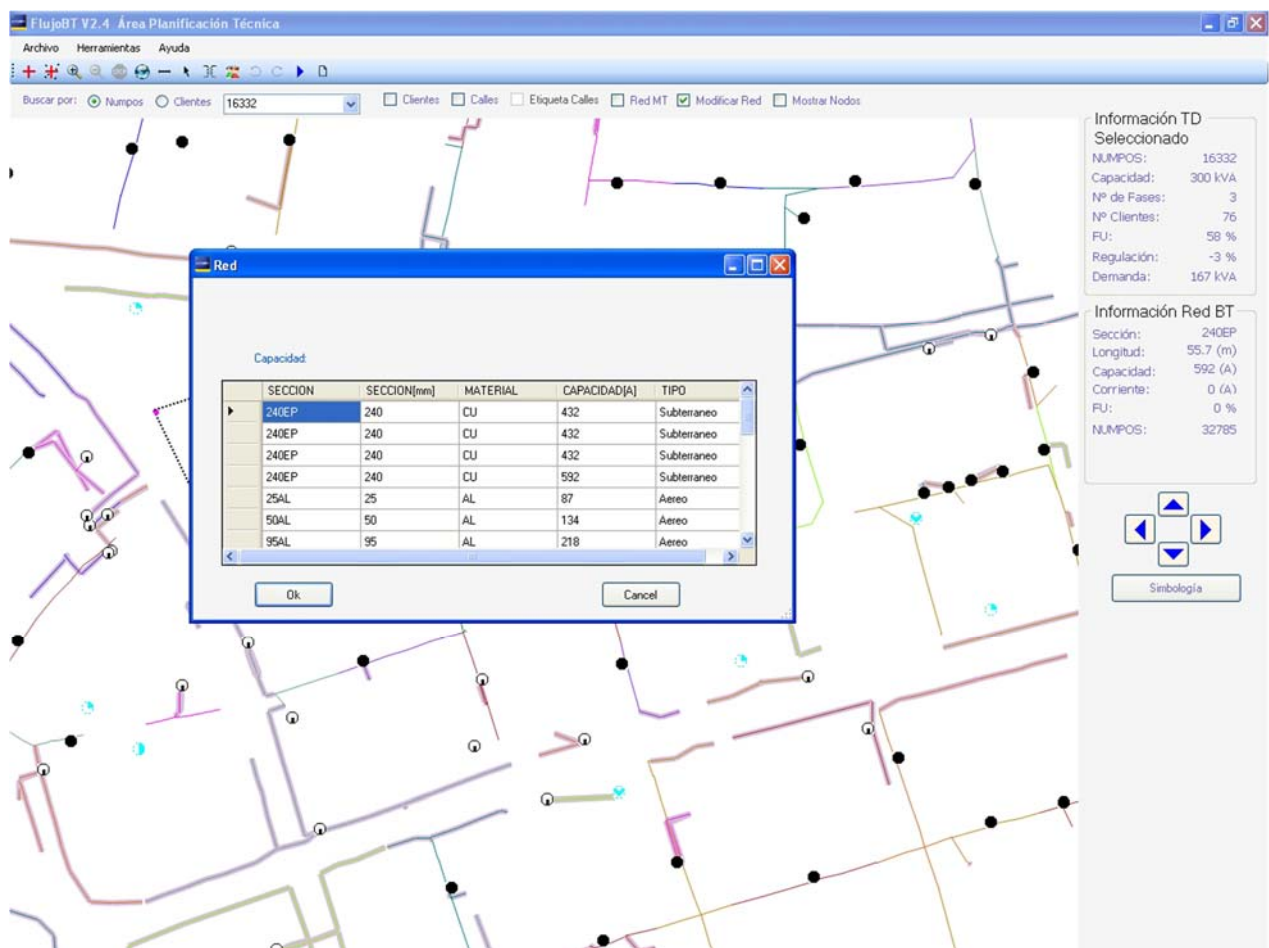 FlujoBT V2.4 Área Planificación Técnica
Archivo Herramientas Ayuda
Buscar por: Numpos Clientes 16332 Clientes Calles Etiqueta Calles Red MT Modificar Red Mostrar Nodos
Información TD
Seleccionado
NUMPOS: 16332
Capacidad: 300 kVA
Nº de Fases: 3
Nº Clientes: 76
FU: 58 %
Regulación: -3 %
Demanda: 167 kVA
Información Red BT
Sección: 240EP
Longitud: 55.7 (m)
Capacidad: 592 (A)
Corriente: 0 (A)
FU: 0 %
NUMPOS: 32785
Simbología
Red
Capacidad:
SECCION SECCION[mm] MATERIAL CAPACIDAD[A] TIPO
240EP 240 CU 432 Subterraneo
240EP 240 CU 432 Subterraneo
240EP 240 CU 432 Subterraneo
240EP 240 CU 592 Subterraneo
25AL 25 AL 87 Aereo
50AL 50 AL 134 Aereo
95AL 95 AL 218 Aereo
Ok Cancel